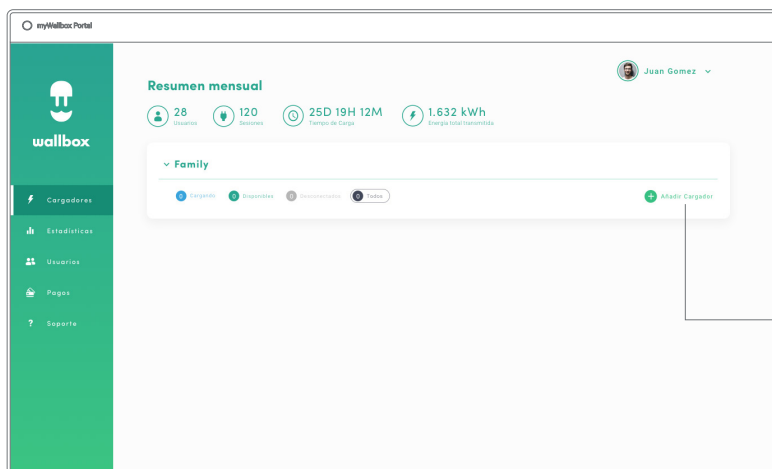 myWallbox Portal
wallbox
Cargadores
Estadísticas
Usuarios
Pagos
Soporte
Juan Gomez
Resumen mensual
28
Usuarios
120
Sesiones
25D 19H 12M
Tiempo de Carga
1.632 kWh
Energía total transmitida
Family
0 Cargando 0 Disponibles 0 Desconectados 0 Todos
Añadir Cargador